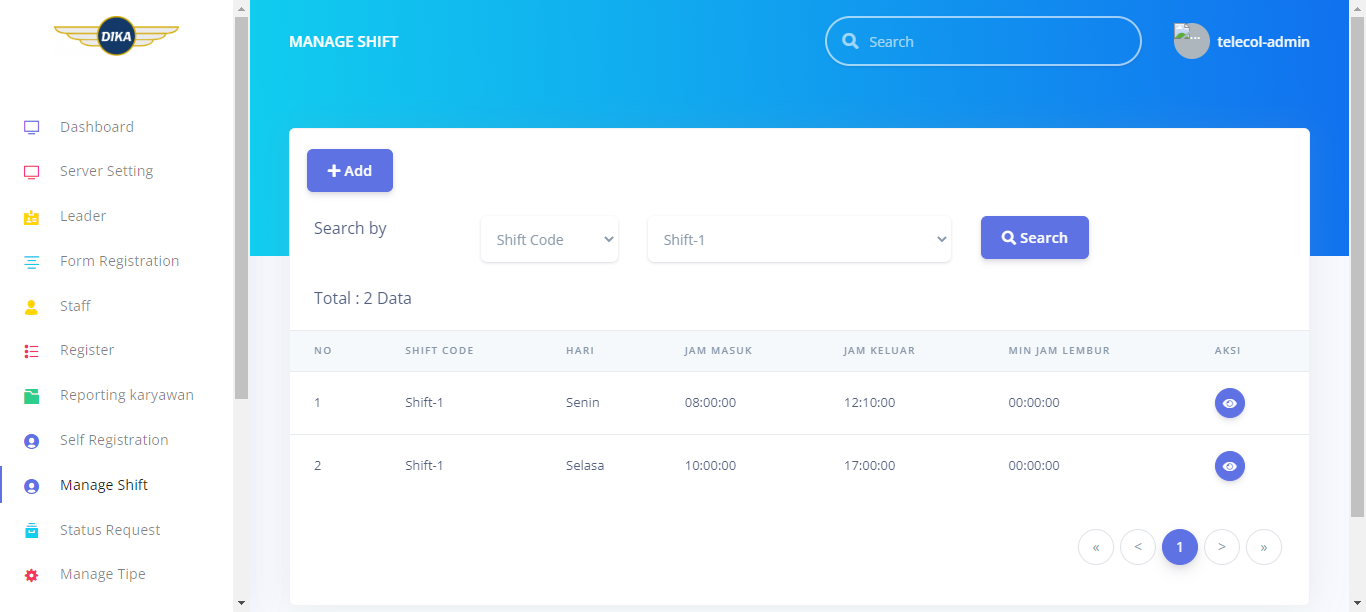 DIKA
MANAGE SHIFT
Search
...
telecol-admin
Dashboard
Server Setting
Leader
Form Registration
Staff
Register
Reporting karyawan
Self Registration
Manage Shift
Status Request
Manage Tipe
+ Add
Search by
Shift Code
Shift-1
Search
Total : 2 Data
NO SHIFT CODE HARI JAM MASUK JAM KELUAR MIN JAM LEMBUR AKSI
1 Shift-1 Senin 08:00:00 12:10:00 00:00:00
2 Shift-1 Selasa 10:00:00 17:00:00 00:00:00
« < 1 > »